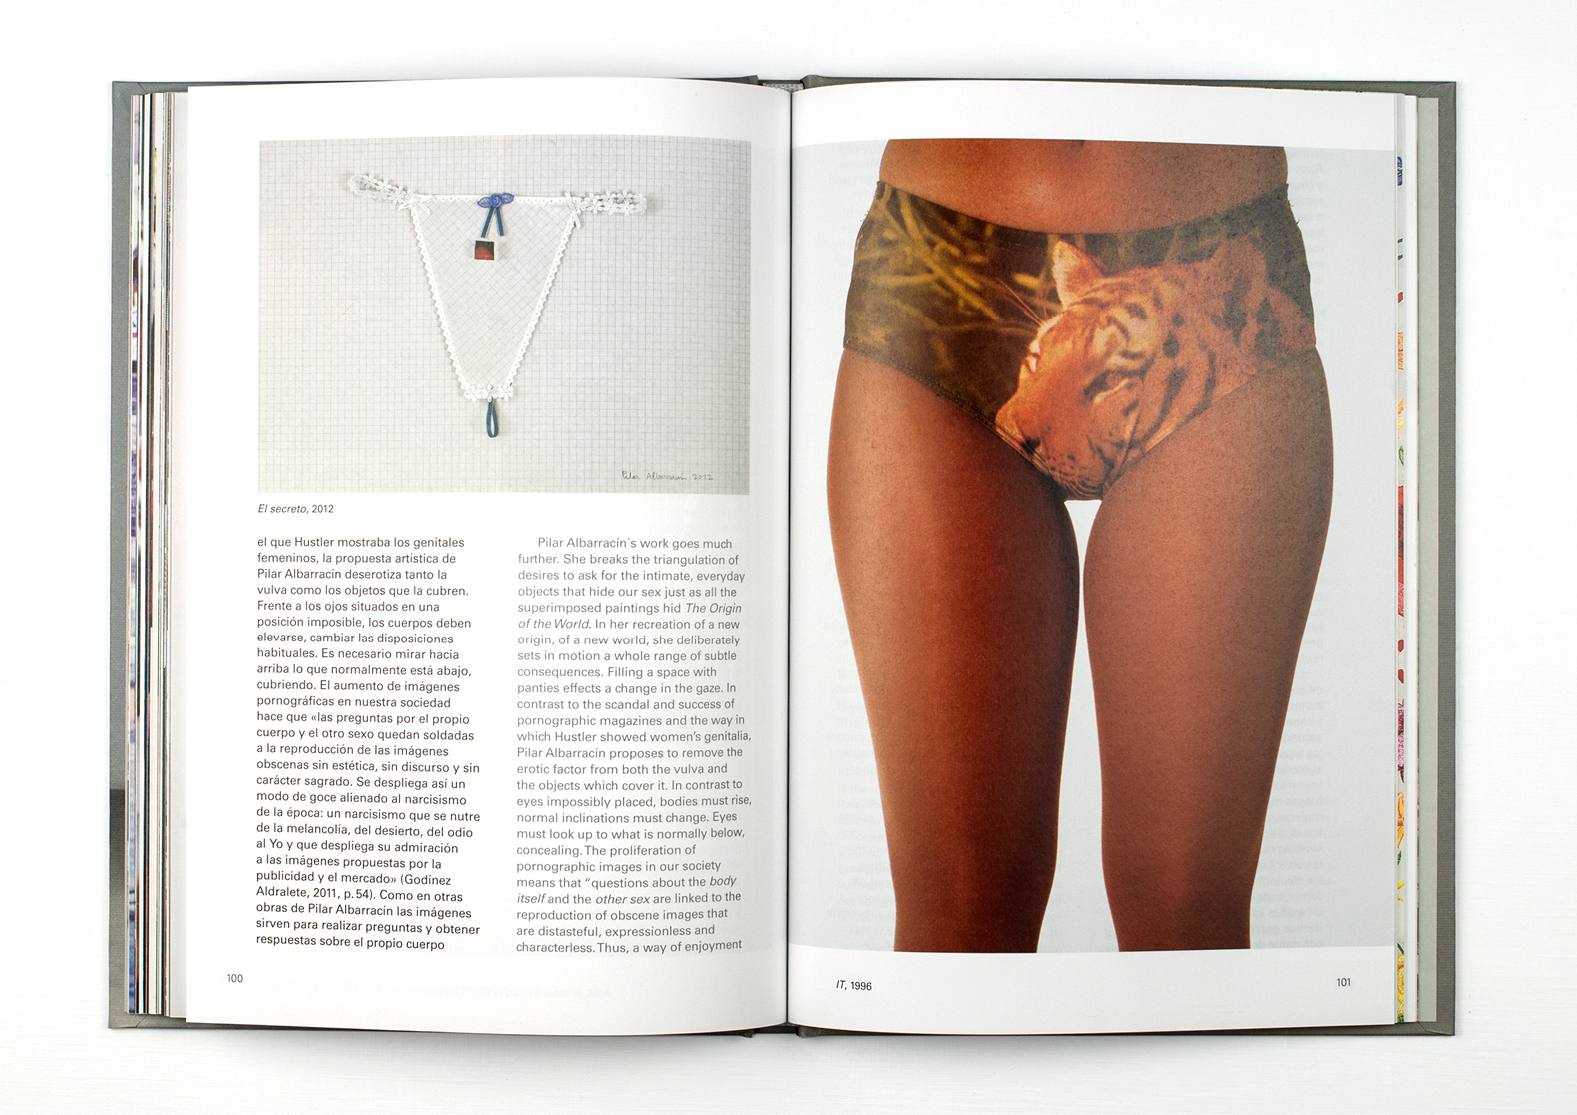 Pilar Albarracín 2012
El secreto, 2012
el que Hustler mostraba los genitales
femeninos, la propuesta artística de
Pilar Albarracín deserotiza tanto la
vulva como los objetos que la cubren.
Frente a los ojos situados en una
posición imposible, los cuerpos deben
elevarse, cambiar las disposiciones
habituales. Es necesario mirar hacia
arriba lo que normalmente está abajo,
cubriendo. El aumento de imágenes
pornográficas en nuestra sociedad
hace que «las preguntas por el propio
cuerpo y el otro sexo quedan soldadas
a la reproducción de las imágenes
obscenas sin estética, sin discurso y sin
carácter sagrado. Se despliega así un
modo de goce alienado al narcisismo
de la época: un narcisismo que se nutre
de la melancolía, del desierto, del odio
al Yo y que despliega su admiración
a las imágenes propuestas por la
publicidad y el mercado» (Godínez
Aldralete, 2011, p. 54). Como en otras
obras de Pilar Albarracín las imágenes
sirven para realizar preguntas y obtener
respuestas sobre el propio cuerpo
Pilar Albarracín´s work goes much
further. She breaks the triangulation of
desires to ask for the intimate, everyday
objects that hide our sex just as all the
superimposed paintings hid The Origin
of the World. In her recreation of a new
origin, of a new world, she deliberately
sets in motion a whole range of subtle
consequences. Filling a space with
panties effects a change in the gaze. In
contrast to the scandal and success of
pornographic magazines and the way in
which Hustler showed women's genitalia,
Pilar Albarracín proposes to remove the
erotic factor from both the vulva and
the objects which cover it. In contrast to
eyes impossibly placed, bodies must rise,
normal inclinations must change. Eyes
must look up to what is normally below,
concealing. The proliferation of
pornographic images in our society
means that "questions about the body
itself and the other sex are linked to the
reproduction of obscene images that
are distasteful, expressionless and
characterless. Thus, a way of enjoyment
100
IT, 1996
101